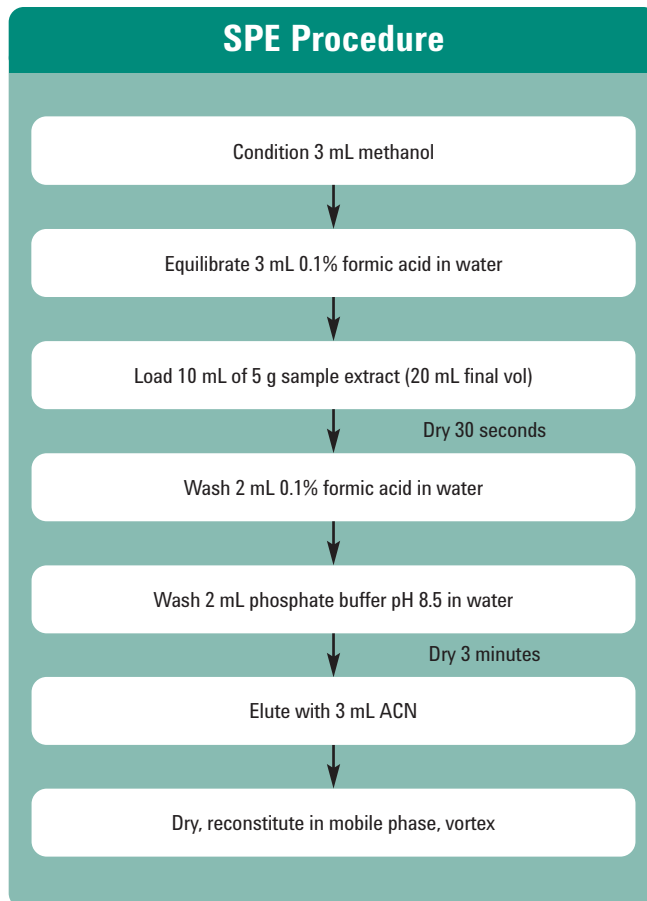 SPE Procedure
Condition 3 mL methanol
Equilibrate 3 mL 0.1% formic acid in water
Load 10 mL of 5 g sample extract (20 mL final vol)
Dry 30 seconds
Wash 2 mL 0.1% formic acid in water
Wash 2 mL phosphate buffer pH 8.5 in water
Dry 3 minutes
Elute with 3 mL ACN
Dry, reconstitute in mobile phase, vortex